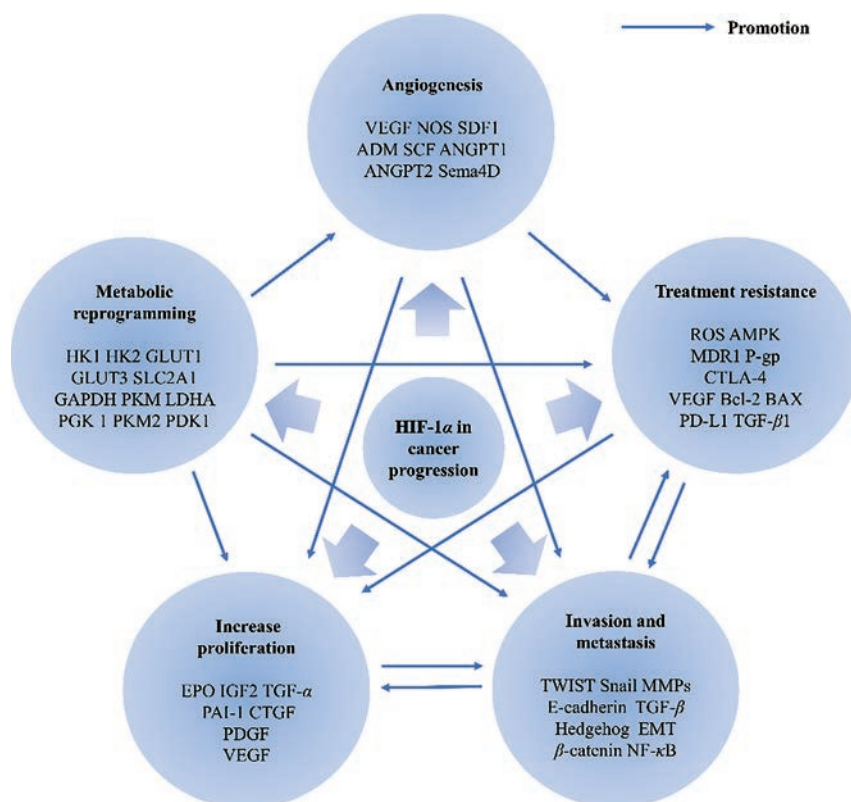 Promotion
Angiogenesis
VEGF NOS SDF1
ADM SCF ANGPT1
ANGPT2 Sema4D
Metabolic
reprogramming
HK1 HK2 GLUT1
GLUT3 SLC2A1
GAPDH PKM LDHA
PGK 1 PKM2 PDK1
Treatment resistance
ROS AMPK
MDR1 P-gp
CTLA-4
VEGF Bcl-2 BAX
PD-L1 TGF-β1
HIF-1α in
cancer
progression
Increase
proliferation
EPO IGF2 TGF-α
PAI-1 CTGF
PDGF
VEGF
Invasion and
metastasis
TWIST Snail MMPs
E-cadherin TGF-β
Hedgehog EMT
β-catenin NF-κB